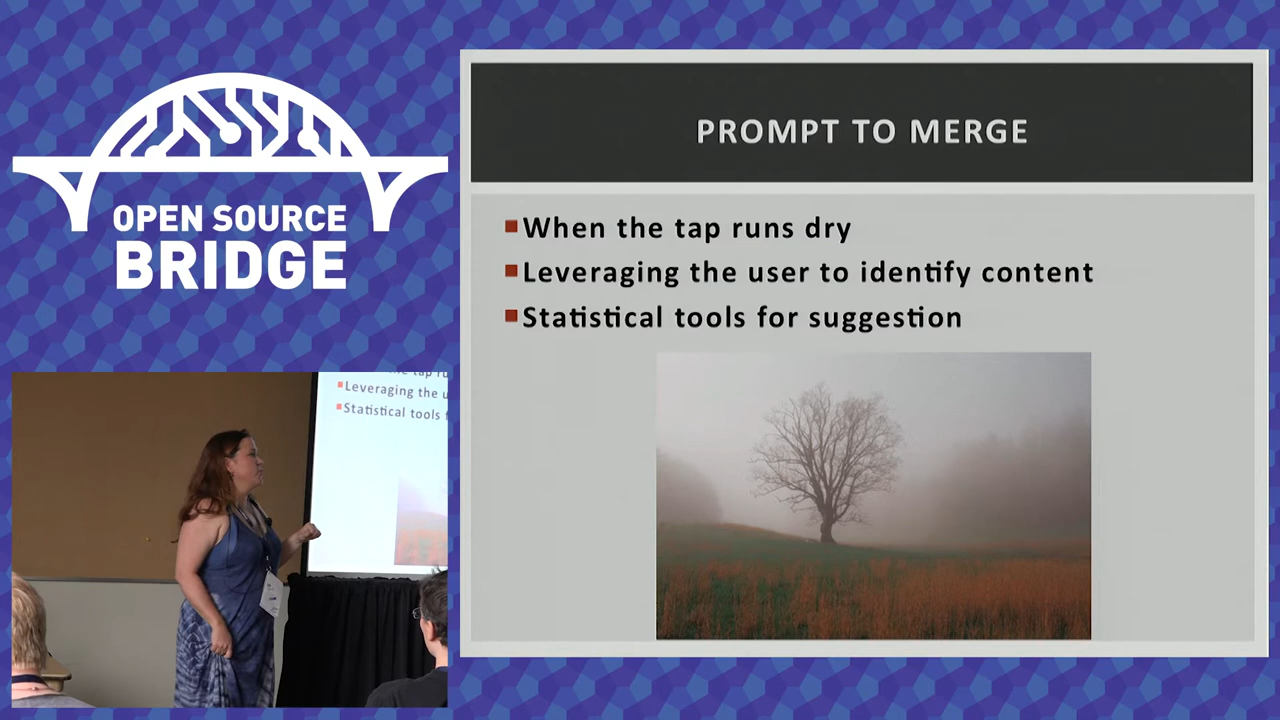 OPEN SOURCE
BRIDGE
PROMPT TO MERGE
When the tap runs dry
Leveraging the user to identify content
Statistical tools for suggestion
Leveraging the
Statistical tools